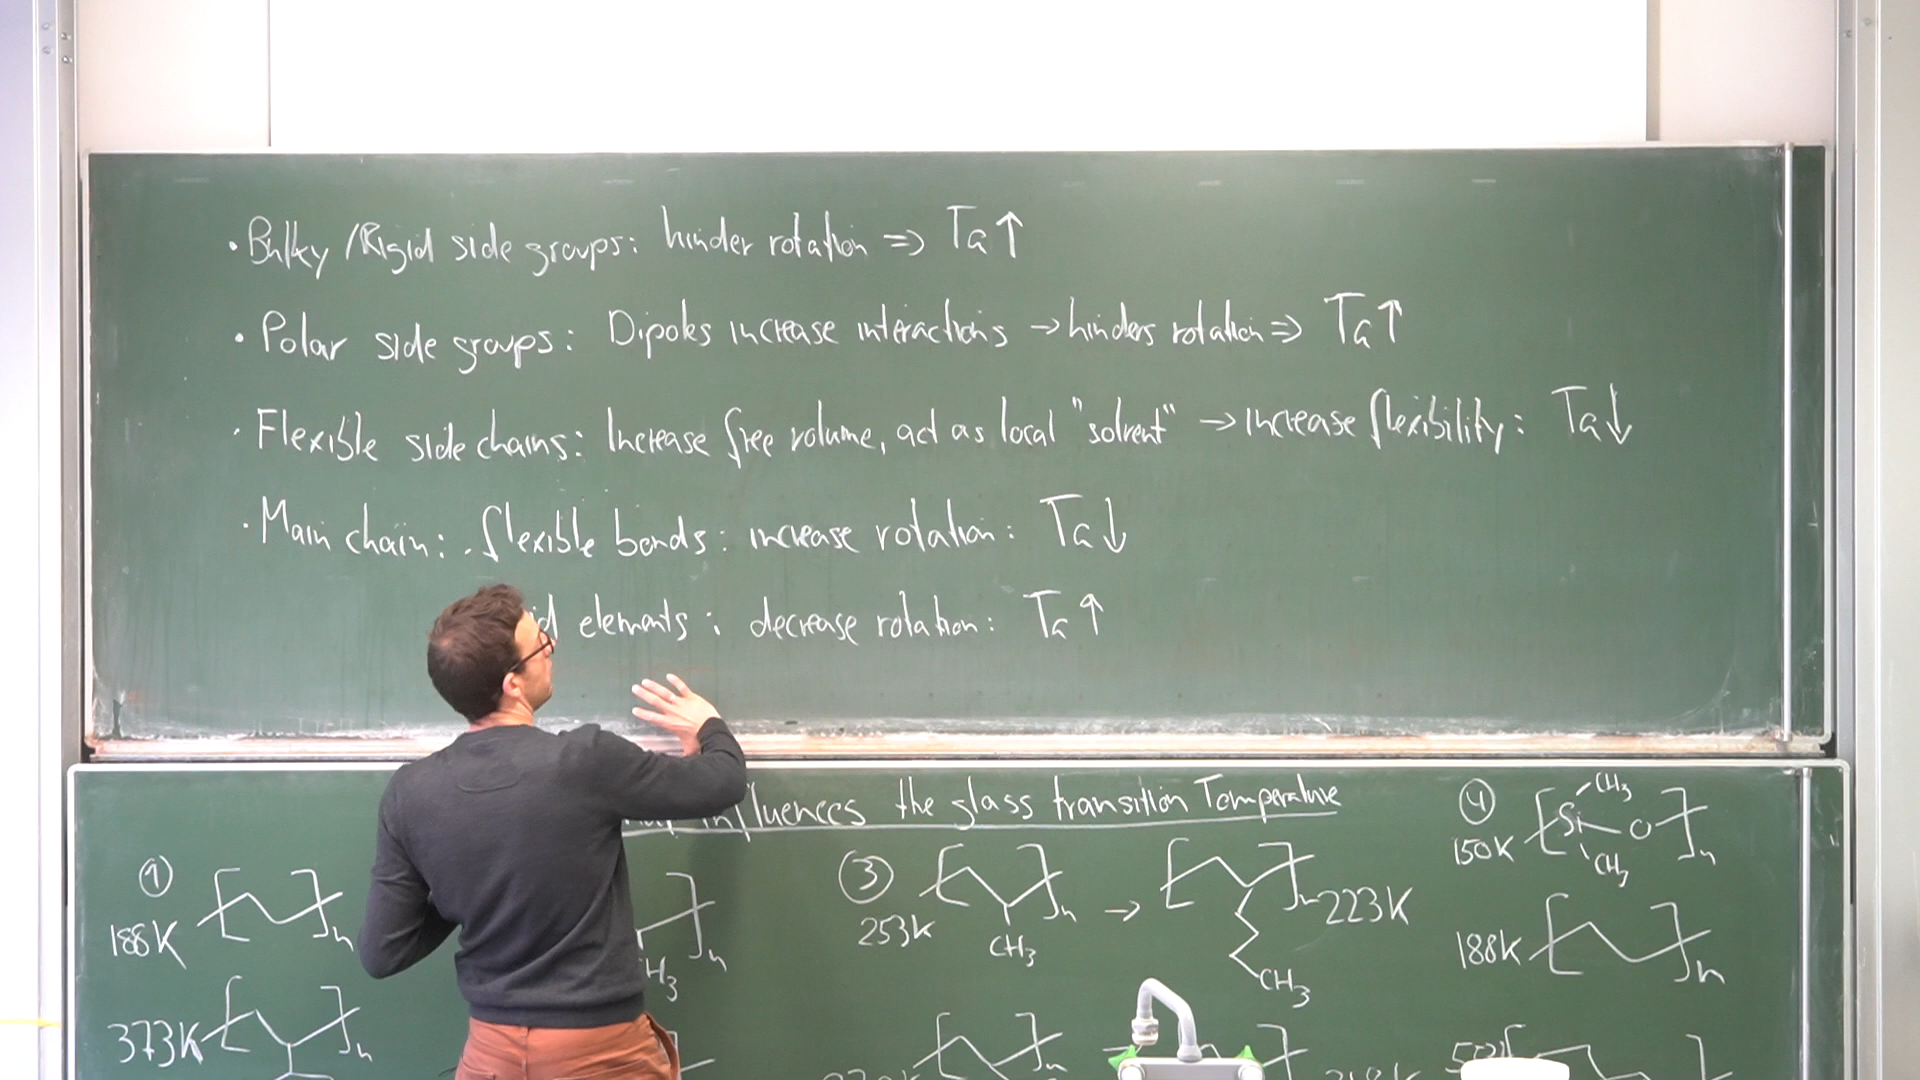 • Bulky / Rigid side groups: hinder rotation => TG↑
• Polar side groups: Dipoles increase interactions → hinders rotation => TG↑
• Flexible side chains: Increase free volume, act as local "solvent" → increase flexibility: TG↓
• Main chain: . flexible bonds: increase rotation: TG↓
elements: decrease rotation: TG↑
the glass transition Temperature
① 188K [ ]n
373K [ ]n
H3 ]n
③ 253K [ ]n CH3 → [ ]n 223K CH3
④ 150K [Si O]n CH3 CH3
188K [ ]n